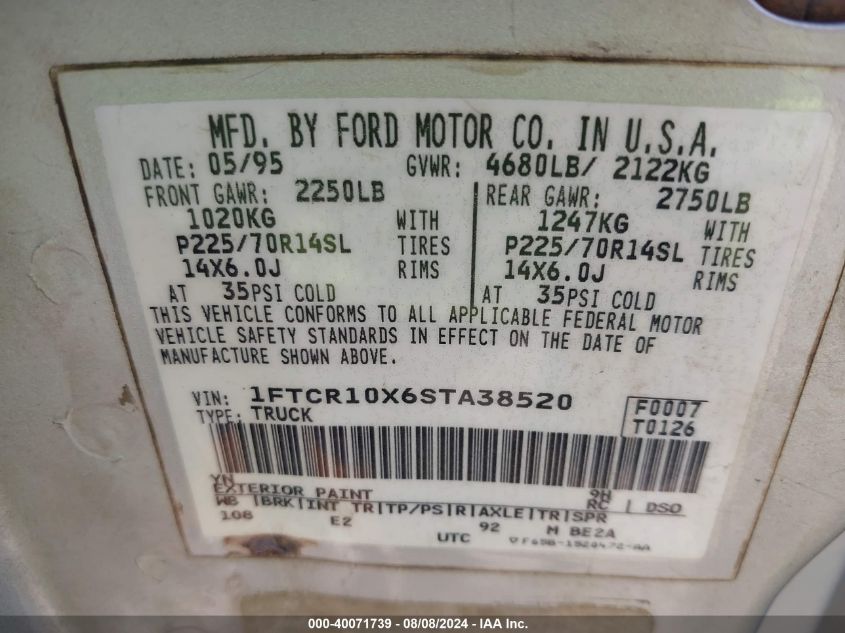 MFD. BY FORD MOTOR CO. IN U.S.A.
DATE: 05/95 GVWR: 4680LB/ 2122KG
FRONT GAWR: 2250LB REAR GAWR: 2750LB
1020KG WITH 1247KG WITH
P225/70R14SL TIRES P225/70R14SL TIRES
14X6.0J RIMS 14X6.0J RIMS
AT 35PSI COLD AT 35PSI COLD
THIS VEHICLE CONFORMS TO ALL APPLICABLE FEDERAL MOTOR
VEHICLE SAFETY STANDARDS IN EFFECT ON THE DATE OF
MANUFACTURE SHOWN ABOVE.
VIN: 1FTCR10X6STA38520 F0007
TYPE: TRUCK T0126
YN 9H
EXTERIOR PAINT RC DSO
WB BRK INT TR TP/PS R AXLE TR SPR
108 E2 92 M BE2A
UTC
000-40071739 - 08/08/2024 - IAA Inc.